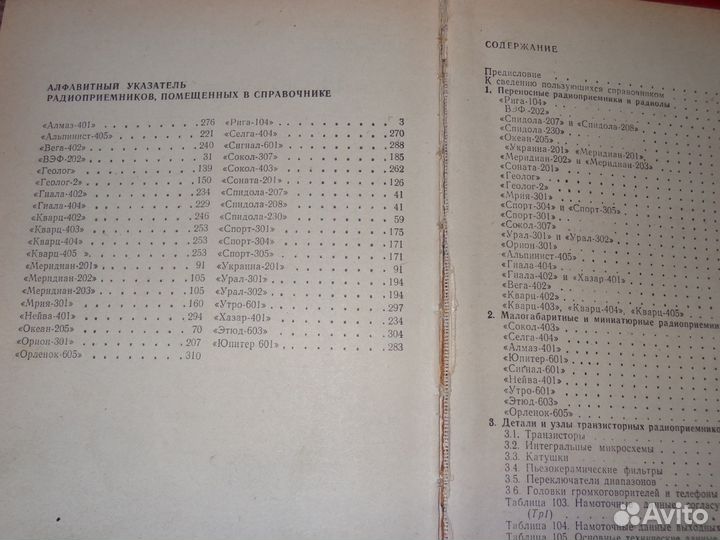 АЛФАВИТНЫЙ УКАЗАТЕЛЬ
РАДИОПРИЕМНИКОВ, ПОМЕЩЕННЫХ В СПРАВОЧНИКЕ
«Алмаз-401» 276
«Альпинист-405» 221
«Вега-402» 240
«ВЭФ-202» 31
«Геолог» 139
«Геолог-2» 150
«Гиала-402» 234
«Гиала-404» 229
«Кварц-402» 246
«Кварц-403» 253
«Кварц-404» 253
«Кварц-405 » 253
«Меридиан-201» 91
«Меридиан-202» 105
«Меридиан-203» 105
«Мрия-301» 160
«Нейва-401» 294
«Океан-205» 70
«Орион-301» 207
«Орленок-605» 310
«Рига-104» 3
«Селга-404» 270
«Сигнал-601» 288
«Сокол-307» 185
«Сокол-403» 262
«Соната-201» 126
«Спидола-207» 41
«Спидола-208» 41
«Спидола-230» 59
«Спорт-301» 175
«Спорт-304» 171
«Спорт-305» 171
«Украина-201» 91
«Урал-301» 194
«Урал-302» 194
«Утро-601» 297
«Хазар-401» 234
«Этюд-603» 304
«Юпитер 601» 283
СОДЕРЖАНИЕ
Предисловие
К сведению пользующихся справочником
1. Переносные радиоприемники и радиолы
«Рига-104»
ВЭФ-202»
«Спидола-207» и «Спидола-208»
«Спидола-230»
«Океан-205»
«Украина-201» «Меридиан-201»
«Меридиан-202» и «Меридиан-203»
«Соната-201»
«Геолог»
«Геолог-2»
«Мрия-301»
«Спорт-304» и «Спорт-305»
«Спорт-301»
«Сокол-307»
«Урал-301» и «Урал-302»
«Орион-301»
«Альпинист-405»
«Гиала-404»
«Гиала-402» и «Хазар-401»
«Вега-402»
«Кварц-402»
«Кварц-403», «Кварц-404», «Кварц-405»
2. Малогабаритные и миниатюрные радиоприемн
«Сокол-403»
«Селга-404»
«Алмаз-401»
«Юпитер-601»
«Сигнал-601»
«Нейва-401»
«Утро-601»
«Этюд-603»
«Орленок-605»
3. Детали и узлы транзисторных радиоприемнико
3.1. Транзисторы
3.2. Интегральные микросхемы
3.3. Катушки
3.4. Пьезокерамические фильтры
3.5. Переключатели диапазонов
3.6. Головки громкоговорителей и телефоны
Таблица 103. Намоточные данные согласу
(Тр1)
Таблица 104. Намоточные данные выходных
Таблица 105. Основные технические данные
Avito